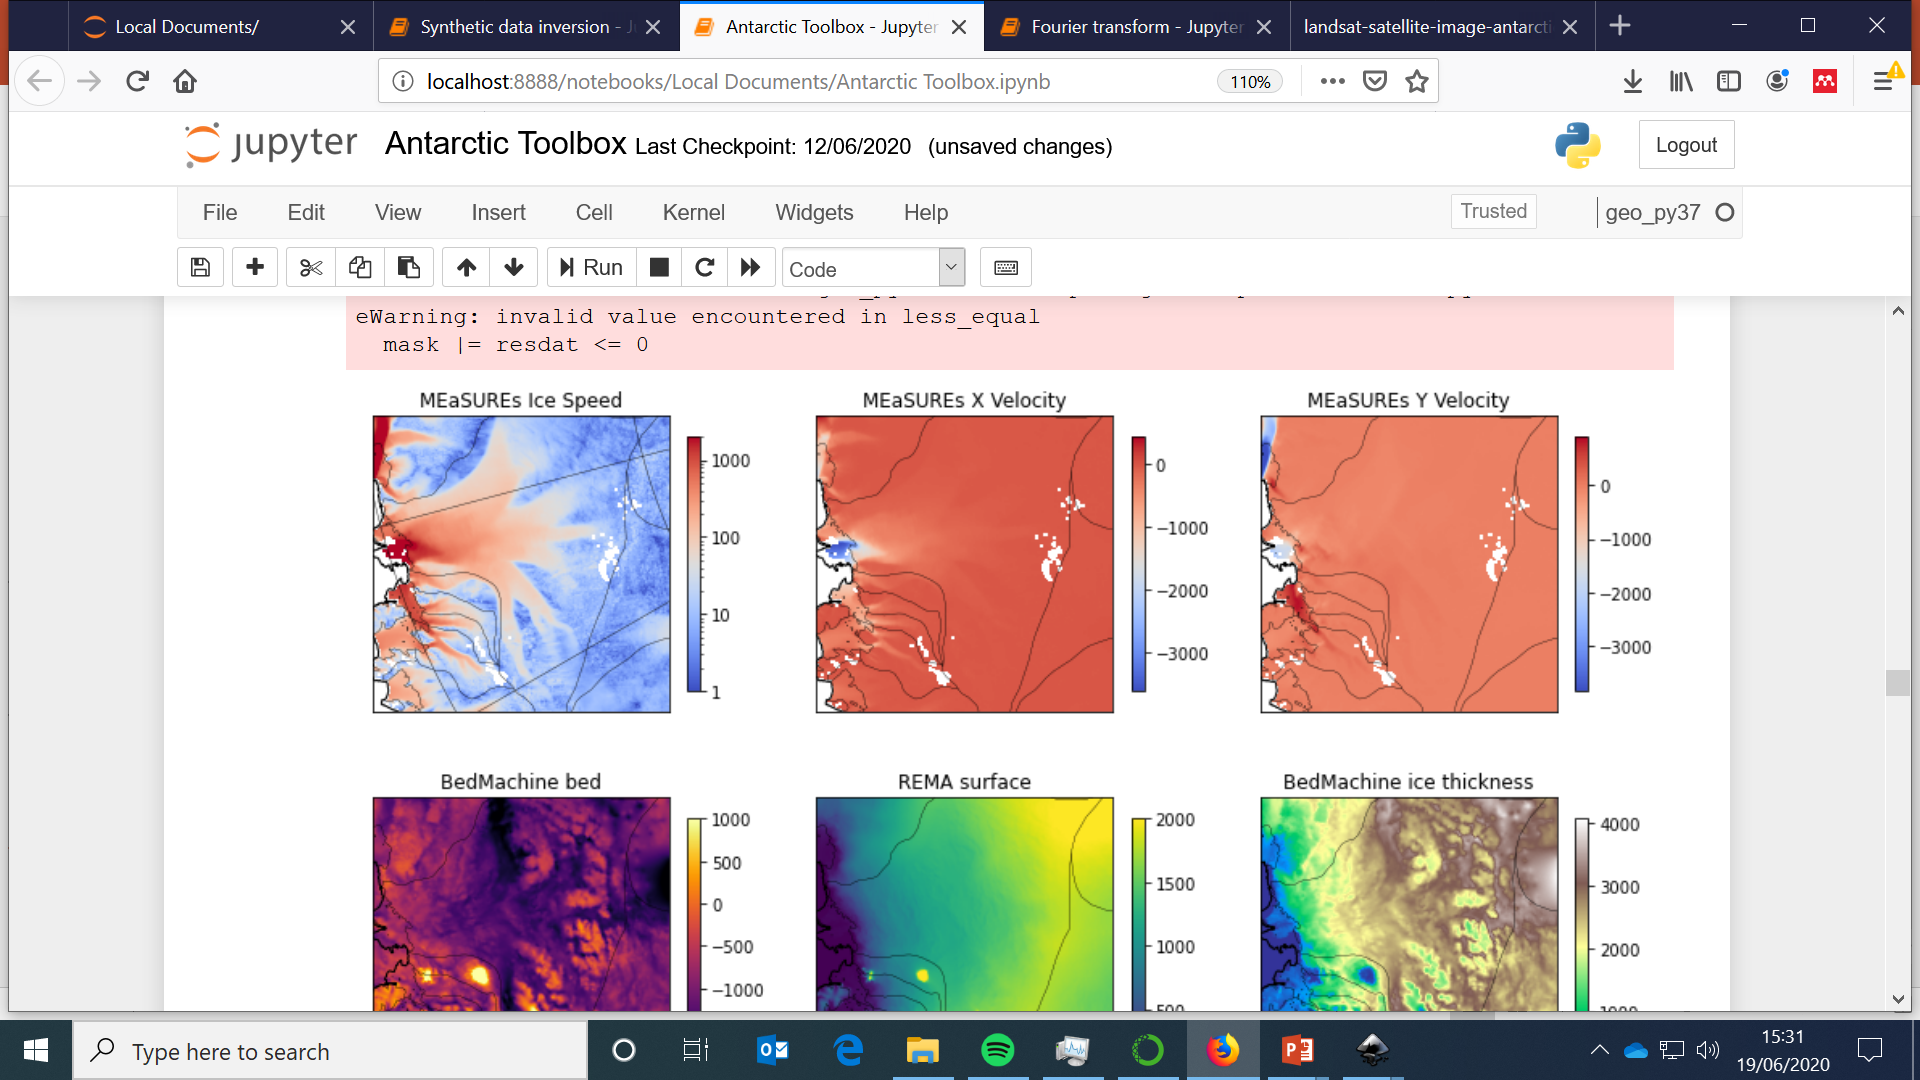 Local Documents/
Synthetic data inversion - J
Antarctic Toolbox - Jupyter
Fourier transform - Jupyter
landsat-satellite-image-antarcti
localhost:8888/notebooks/Local Documents/Antarctic Toolbox.ipynb
110%
jupyter
Antarctic Toolbox Last Checkpoint: 12/06/2020 (unsaved changes)
Logout
File Edit View Insert Cell Kernel Widgets Help
Trusted
geo_py37
Run
Code
eWarning: invalid value encountered in less_equal
mask |= resdat <= 0
MEaSUREs Ice Speed
1000
100
10
1
MEaSUREs X Velocity
0
−1000
−2000
−3000
MEaSUREs Y Velocity
0
−1000
−2000
−3000
BedMachine bed
1000
500
0
−500
−1000
REMA surface
2000
1500
1000
500
BedMachine ice thickness
4000
3000
2000
1000
Type here to search
15:31
19/06/2020